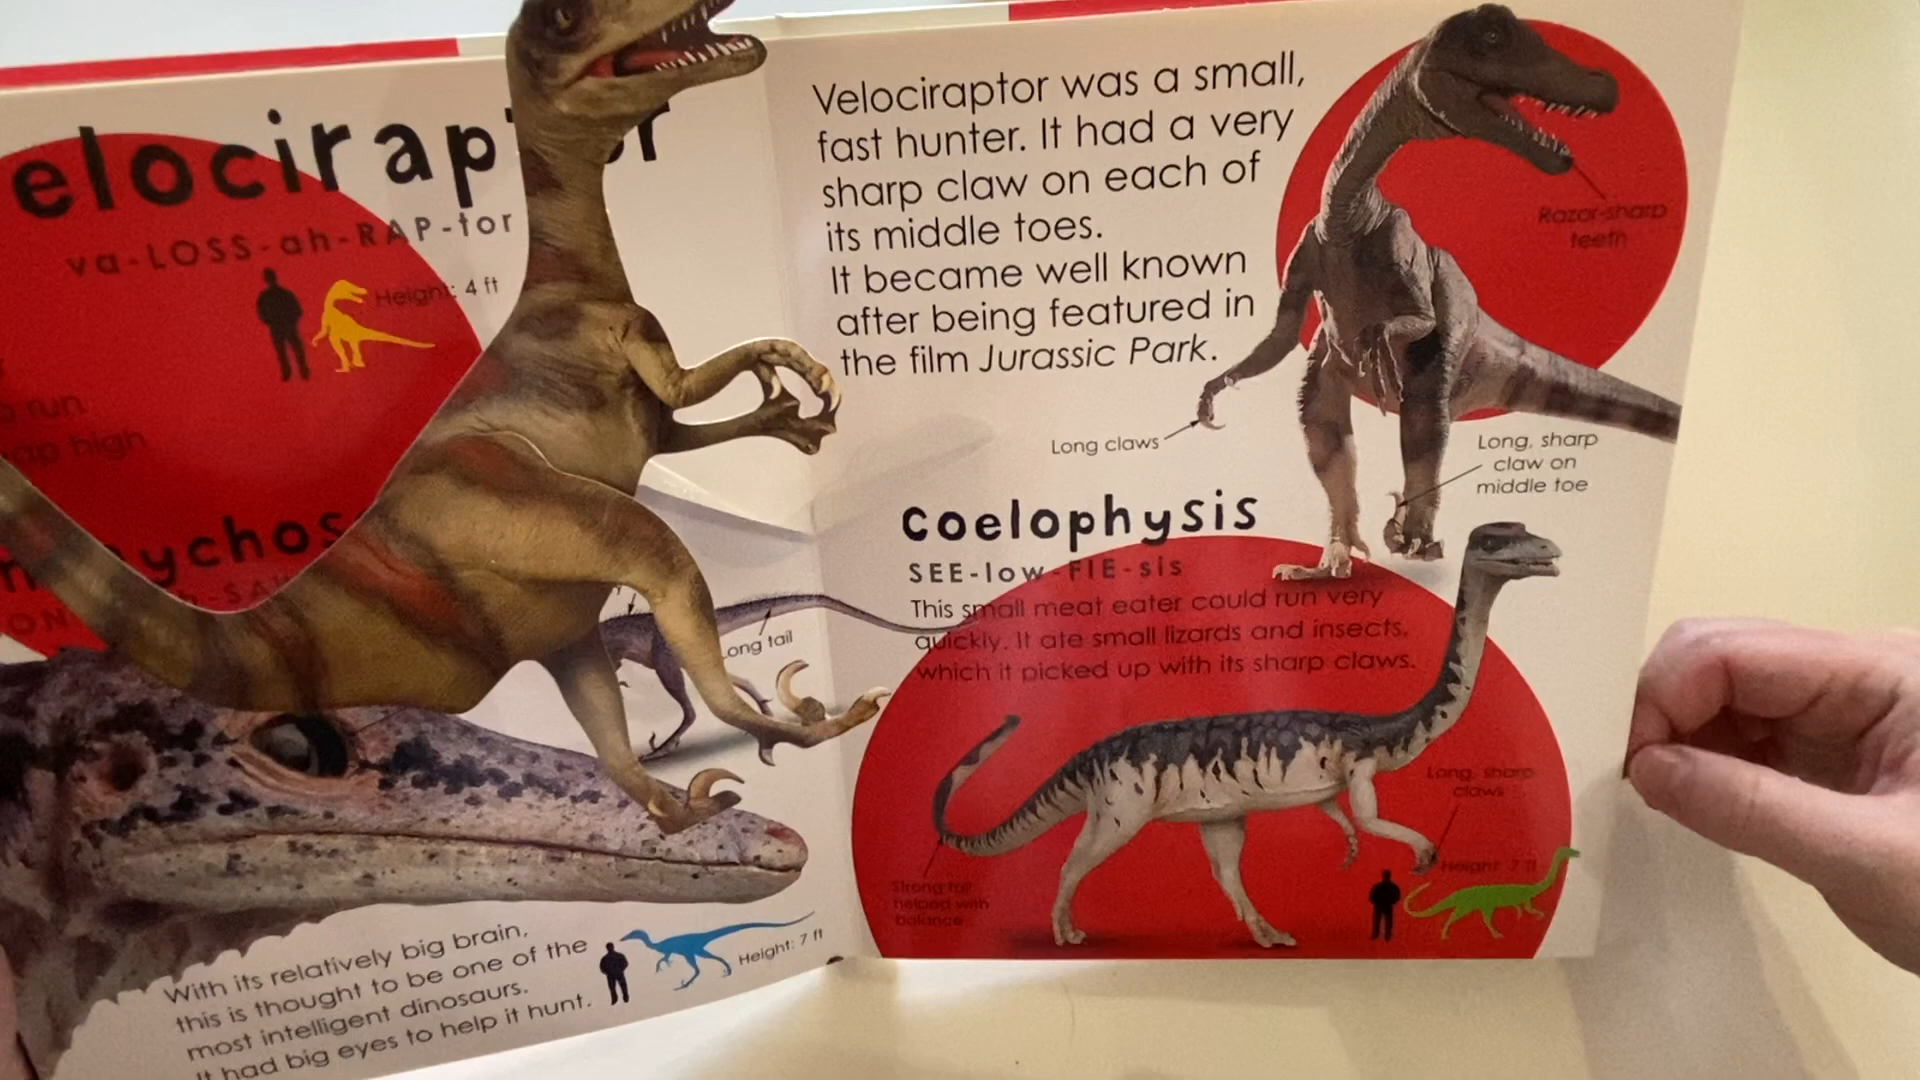 elociraptor
va-LOSS-ah-RAP-tor
Height: 4 ft
run
high
ychos
Long tail
With its relatively big brain,
this is thought to be one of the
most intelligent dinosaurs.
It had big eyes to help it hunt.
Height: 7 ft
Velociraptor was a small,
fast hunter. It had a very
sharp claw on each of
its middle toes.
It became well known
after being featured in
the film Jurassic Park.
Razor-sharp
teeth
Long claws
Long, sharp
claw on
middle toe
coelophysis
SEE-low-FIE-sis
This small meat eater could run very
quickly. It ate small lizards and insects,
which it picked up with its sharp claws.
Long, sharp
claws
Strong tail
helped with
balance
Height: 7 ft